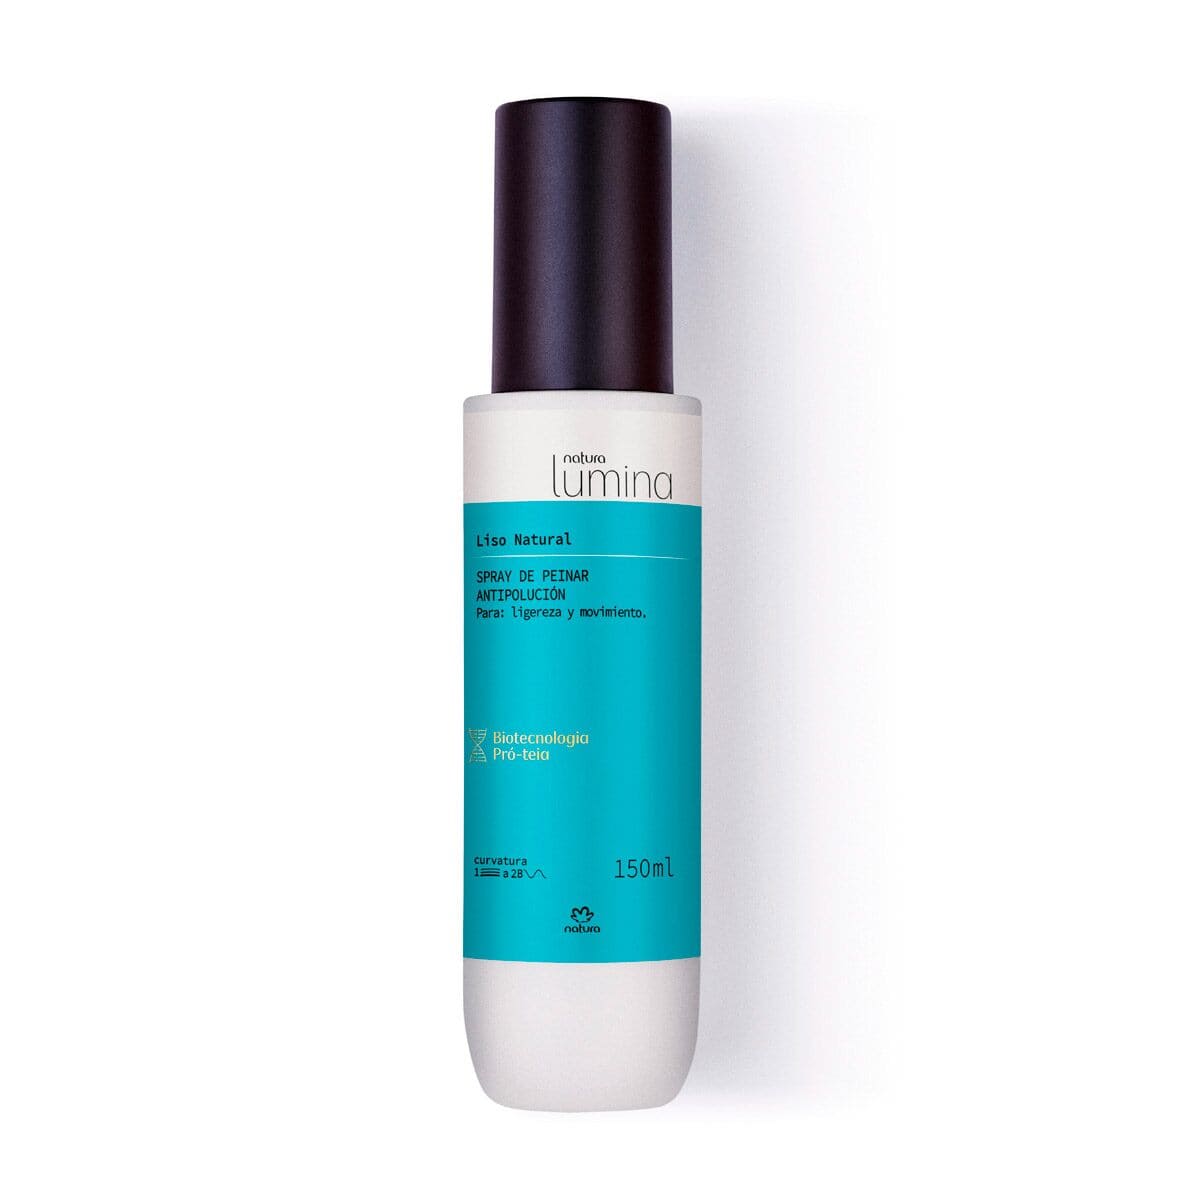 natura
lumina
Liso Natural
SPRAY DE PEINAR
ANTIPOLUCIÓN
Para: ligereza y movimiento.
Biotecnologia
Pró-teia
curvatura
1 a 2B
150ml
natura